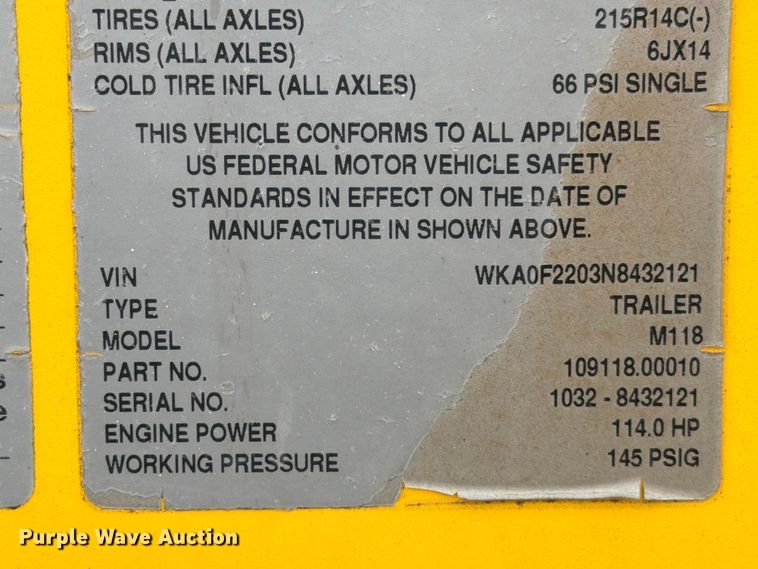 TIRES (ALL AXLES) 215R14C(-)
RIMS (ALL AXLES) 6JX14
COLD TIRE INFL (ALL AXLES) 66 PSI SINGLE
THIS VEHICLE CONFORMS TO ALL APPLICABLE
US FEDERAL MOTOR VEHICLE SAFETY
STANDARDS IN EFFECT ON THE DATE OF
MANUFACTURE IN SHOWN ABOVE.
VIN WKA0F2203N8432121
TYPE TRAILER
MODEL M118
PART NO. 109118.00010
SERIAL NO. 1032 - 8432121
ENGINE POWER 114.0 HP
WORKING PRESSURE 145 PSIG
Purple Wave Auction